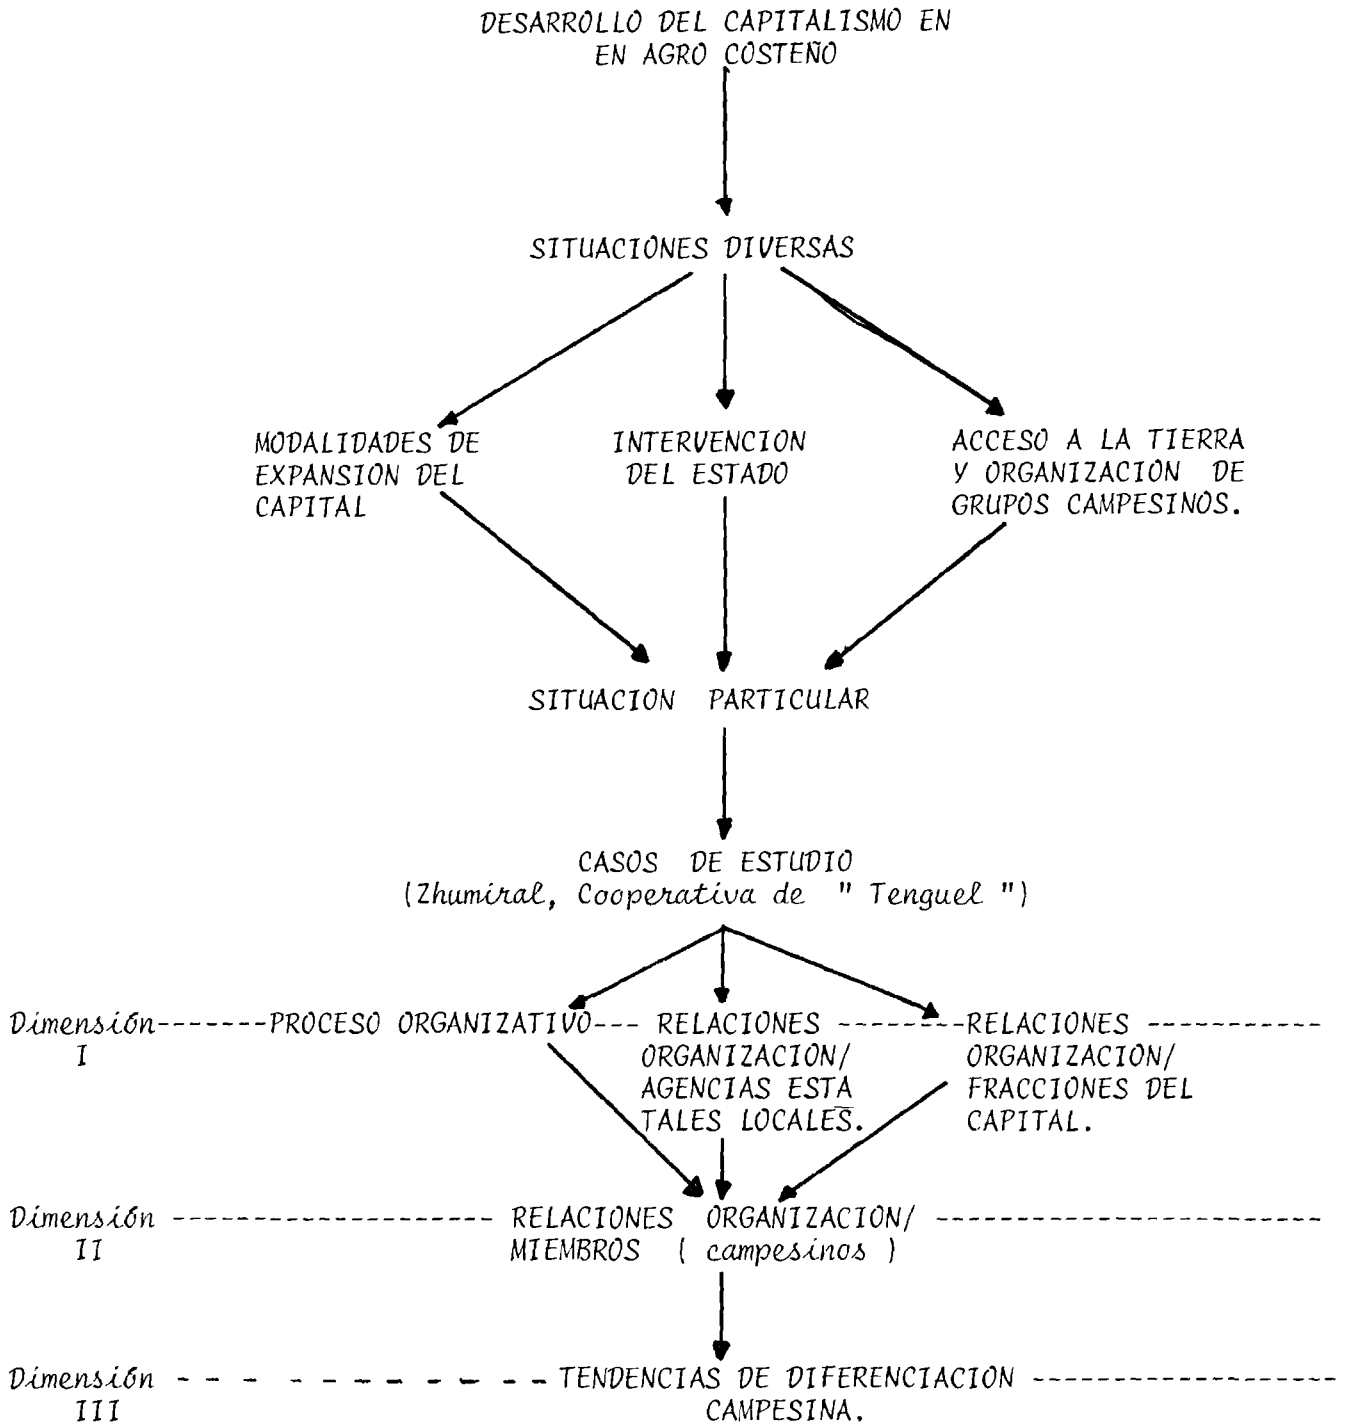 DESARROLLO DEL CAPITALISMO EN
EN AGRO COSTEÑO
SITUACIONES DIVERSAS
MODALIDADES DE
EXPANSION DEL
CAPITAL
INTERVENCION
DEL ESTADO
ACCESO A LA TIERRA
Y ORGANIZACION DE
GRUPOS CAMPESINOS.
SITUACION PARTICULAR
CASOS DE ESTUDIO
(Zhumiral, Cooperativa de " Tenguel ")
Dimensión
I
PROCESO ORGANIZATIVO
RELACIONES
ORGANIZACION/
AGENCIAS ESTA
TALES LOCALES.
RELACIONES
ORGANIZACION/
FRACCIONES DEL
CAPITAL.
Dimensión
II
RELACIONES ORGANIZACION/
MIEMBROS ( campesinos )
Dimensión
III
TENDENCIAS DE DIFERENCIACION
CAMPESINA.